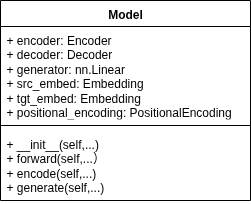 Model
+ encoder: Encoder
+ decoder: Decoder
+ generator: nn.Linear
+ src_embed: Embedding
+ tgt_embed: Embedding
+ positional_encoding: PositionalEncoding
+ __init__(self,...)
+ forward(self,...)
+ encode(self,...)
+ generate(self,...)